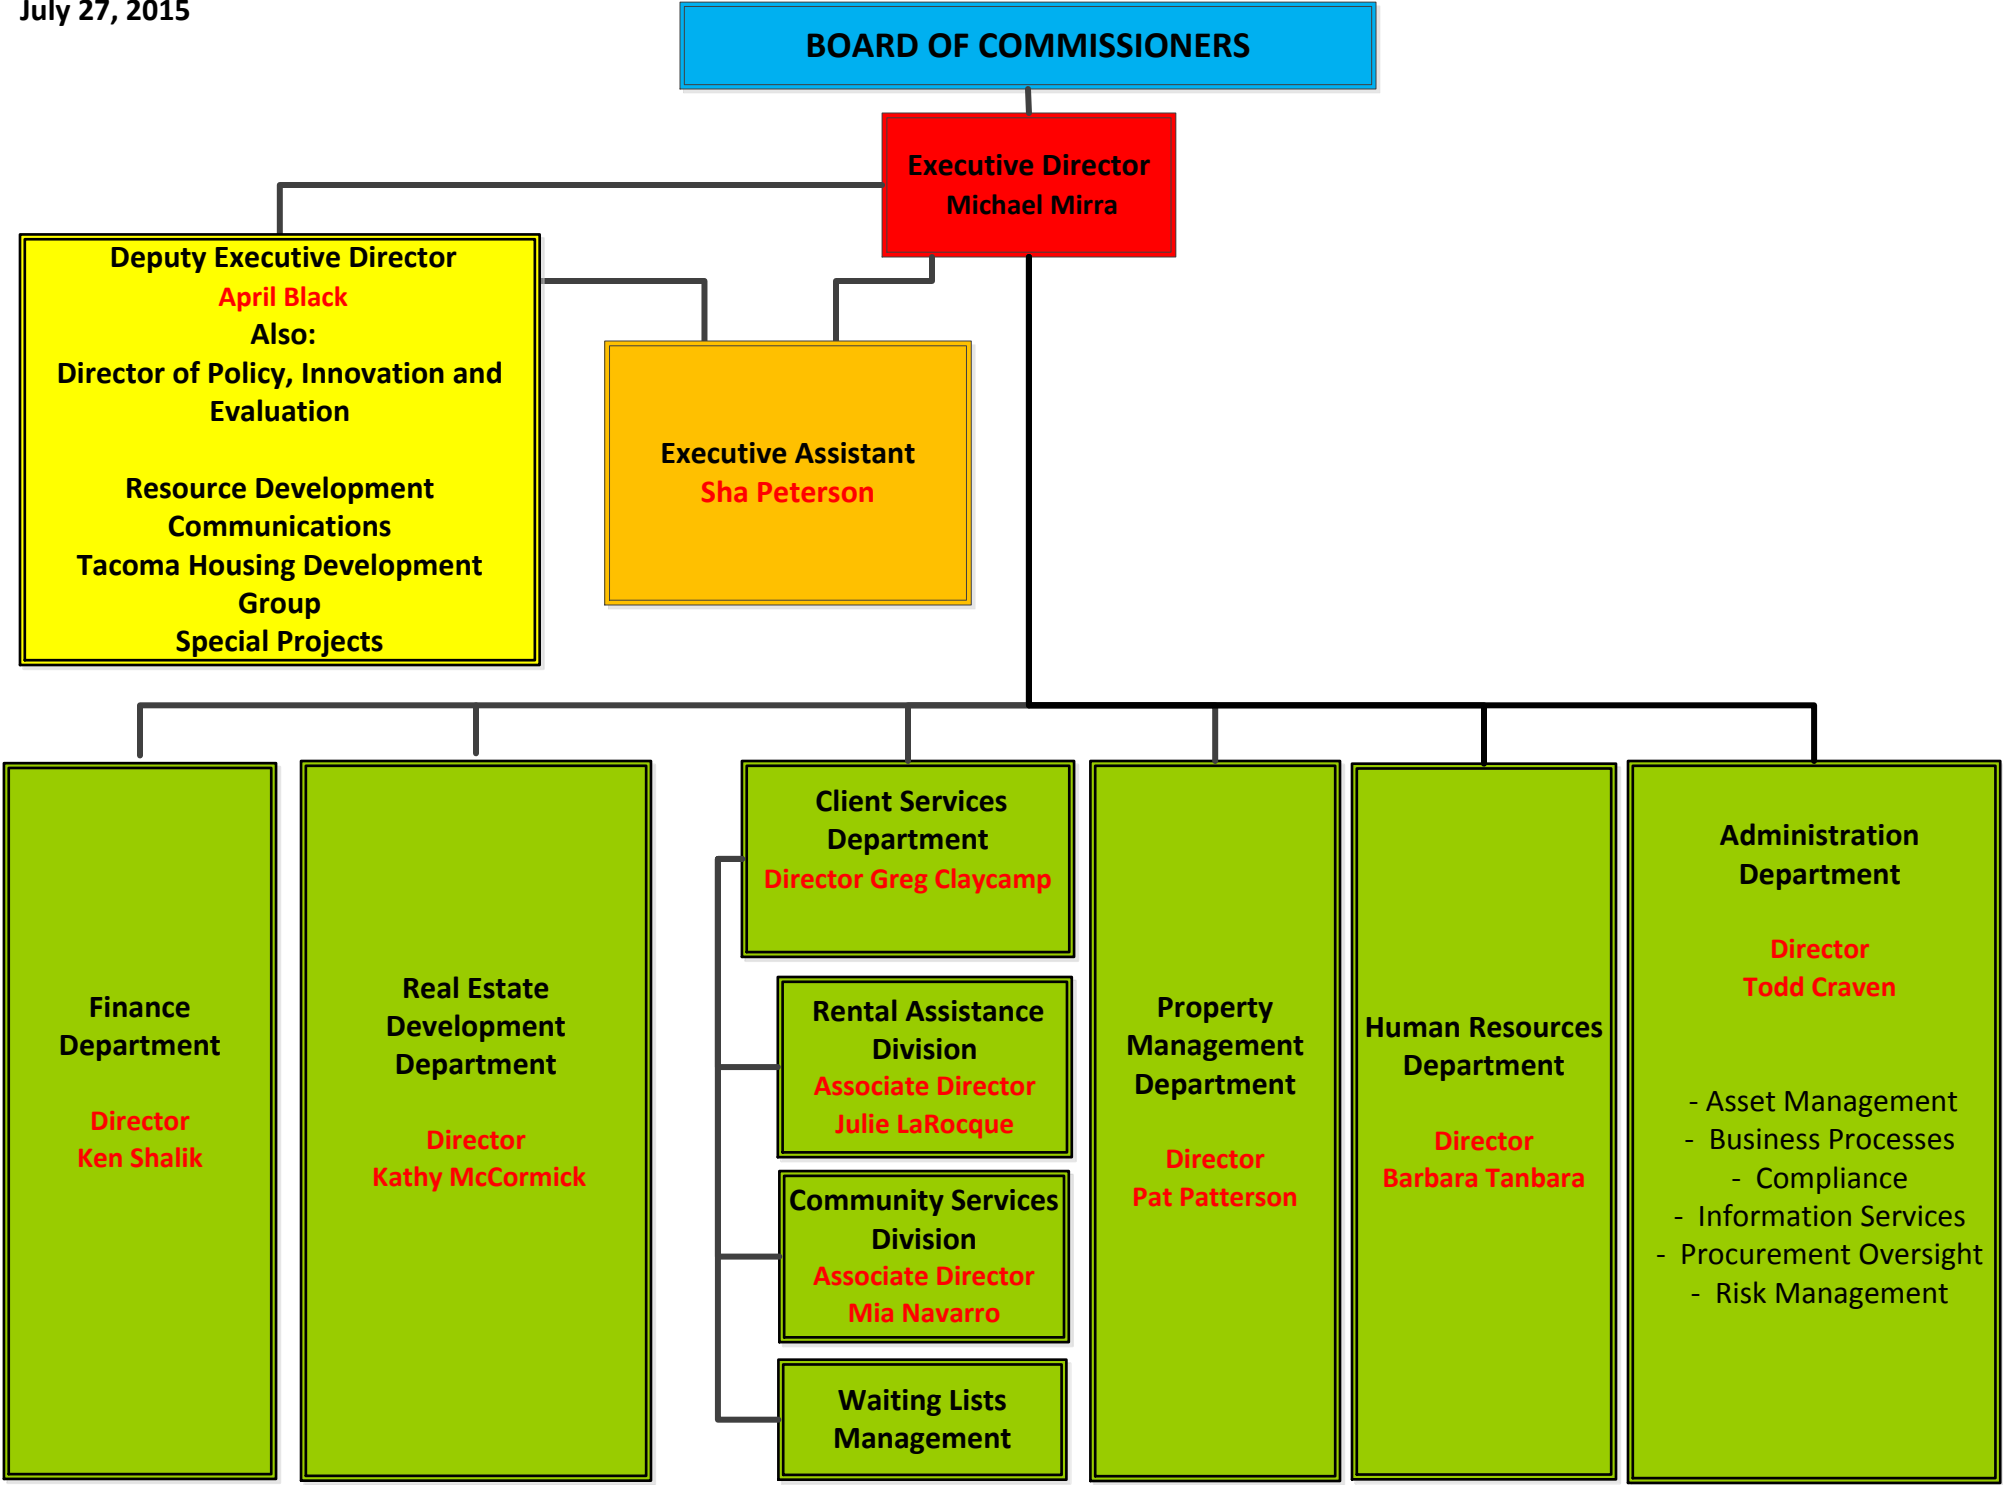 July 27, 2015
BOARD OF COMMISSIONERS
Executive Director
Michael Mirra
Deputy Executive Director
April Black
Also:
Director of Policy, Innovation and
Evaluation
Resource Development
Communications
Tacoma Housing Development
Group
Special Projects
Executive Assistant
Sha Peterson
Finance
Department
Director
Ken Shalik
Real Estate
Development
Department
Director
Kathy McCormick
Client Services
Department
Director Greg Claycamp
Rental Assistance
Division
Associate Director
Julie LaRocque
Community Services
Division
Associate Director
Mia Navarro
Waiting Lists
Management
Property
Management
Department
Director
Pat Patterson
Human Resources
Department
Director
Barbara Tanbara
Administration
Department
Director
Todd Craven
- Asset Management
- Business Processes
- Compliance
- Information Services
- Procurement Oversight
- Risk Management